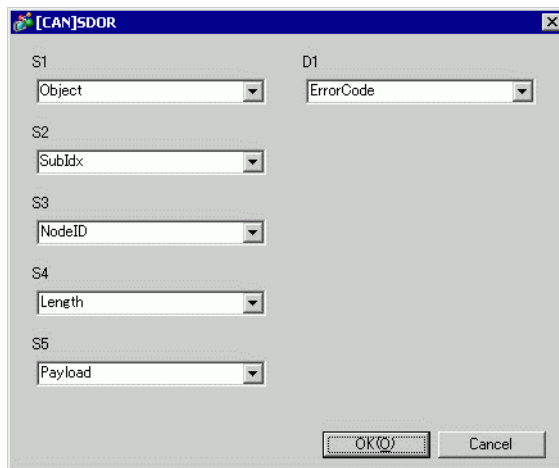 [CAN]SDOR
S1
D1
Object
ErrorCode
S2
SubIdx
S3
NodeID
S4
Length
S5
Payload
OK(O)
Cancel